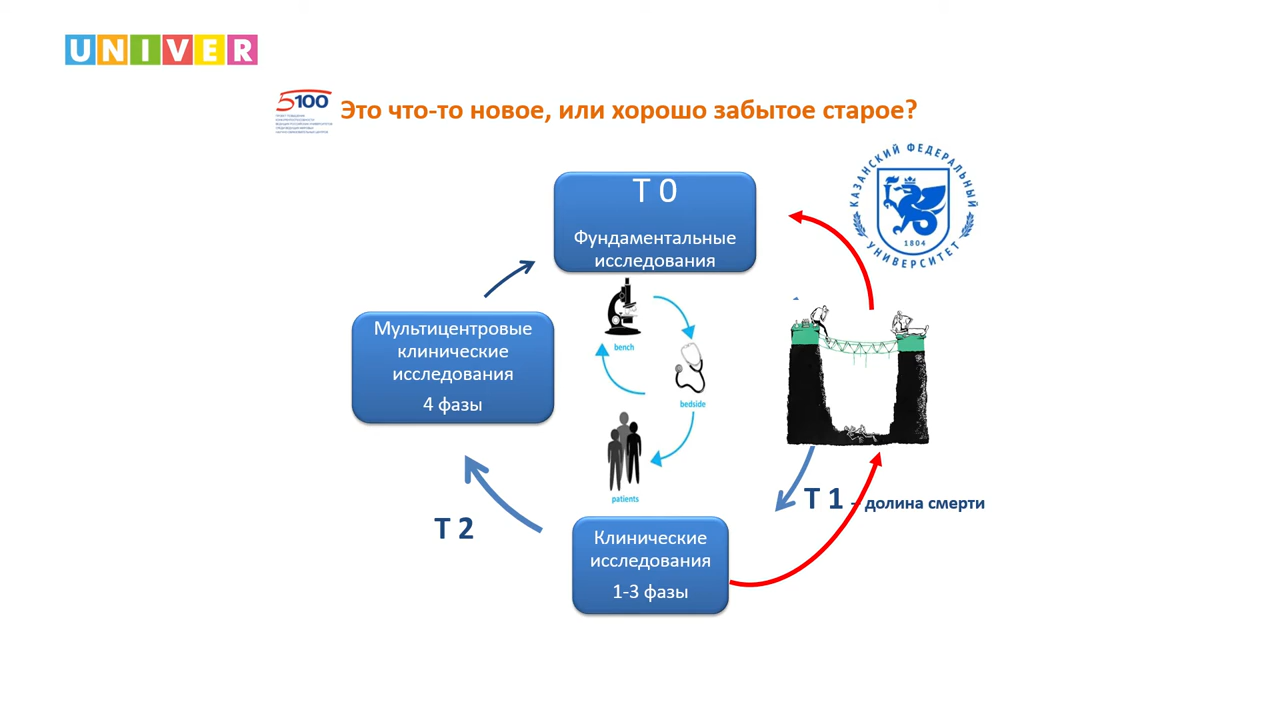 UNIVER
5100
Это что-то новое, или хорошо забытое старое?
КАЗАНСКИЙ ФЕДЕРАЛЬНЫЙ
УНИВЕРСИТЕТ
1804
Т 0
Фундаментальные
исследования
Мультицентровые
клинические
исследования
4 фазы
bench
bedside
patients
Т 1 – долина смерти
Т 2
Клинические
исследования
1-3 фазы